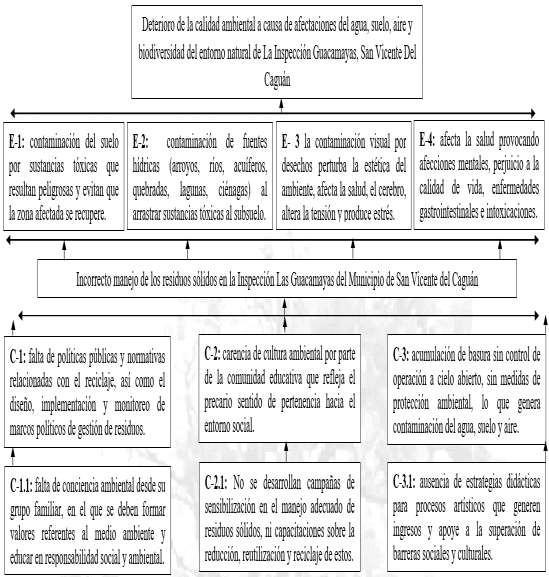 Deterioro de la calidad ambiental a causa de afectaciones del agua, suelo, aire y
biodiversidad del entorno natural de La Inspección Guacamayas, San Vicente Del
Caguán
E-1: contaminación del suelo
por sustancias tóxicas que
resultan peligrosas y evitan que
la zona afectada se recupere.
E-2: contaminación de fuentes
hídricas (arroyos, rios, acuíferos,
quebradas, lagunas, ciénagas) al
arrastrar sustancias tóxicas al subsuelo.
E- 3 la contaminación visual por
desechos perturba la estética del
ambiente, afecta la salud, el cerebro,
altera la tensión y produce estrés.
E-4: afecta la salud provocando
afecciones mentales, perjuicio a la
calidad de vida, enfermedades
gastrointestinales e intoxicaciones.
Incorrecto manejo de los residuos sólidos en la Inspección Las Guacamayas del Municipio de San Vicente del Caguán
C-1: falta de políticas públicas y normativas
relacionadas con el reciclaje, así como el
diseño, implementación y monitoreo de
marcos políticos de gestión de residuos.
C-2: carencia de cultura ambiental por parte
de la comunidad educativa que refleja el
precario sentido de pertenencia hacia el
entorno social.
C-3: acumulación de basura sin control de
operación a cielo abierto, sin medidas de
protección ambiental, lo que genera
contaminación del agua, suelo y aire.
C-1.1: falta de conciencia ambiental desde su
grupo familiar, en el que se deben formar
valores referentes al medio ambiente y
educar en responsabilidad social y ambiental.
C-2.1: No se desarrollan campañas de
sensibilización en el manejo adecuado de
residuos sólidos, ni capacitaciones sobre la
reducción, reutilización y reciclaje de estos.
C-3.1: ausencia de estrategias didácticas
para procesos artísticos que generen
ingresos y apoye a la superación de
barreras sociales y culturales.